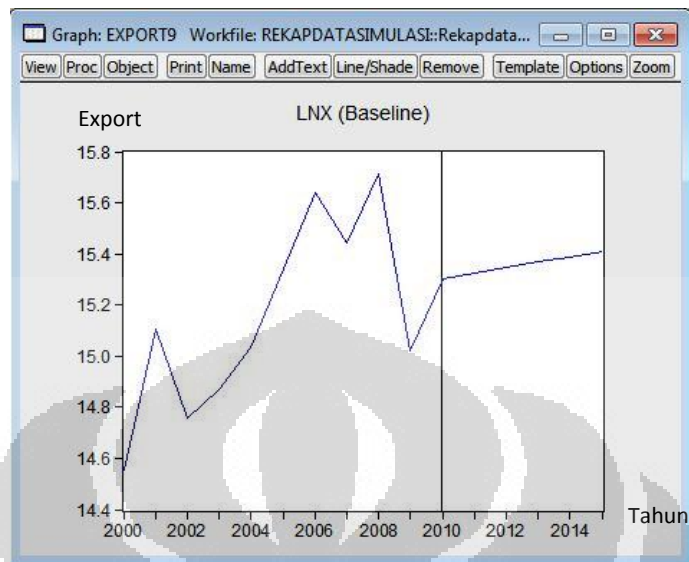 Graph: EXPORT9 Workfile: REKAPDATASIMULASI::Rekapdata...
View Proc Object Print Name AddText Line/Shade Remove Template Options Zoom
Export
LNX (Baseline)
15.8
15.6
15.4
15.2
15.0
14.8
14.6
14.4
2000 2002 2004 2006 2008 2010 2012 2014
Tahun